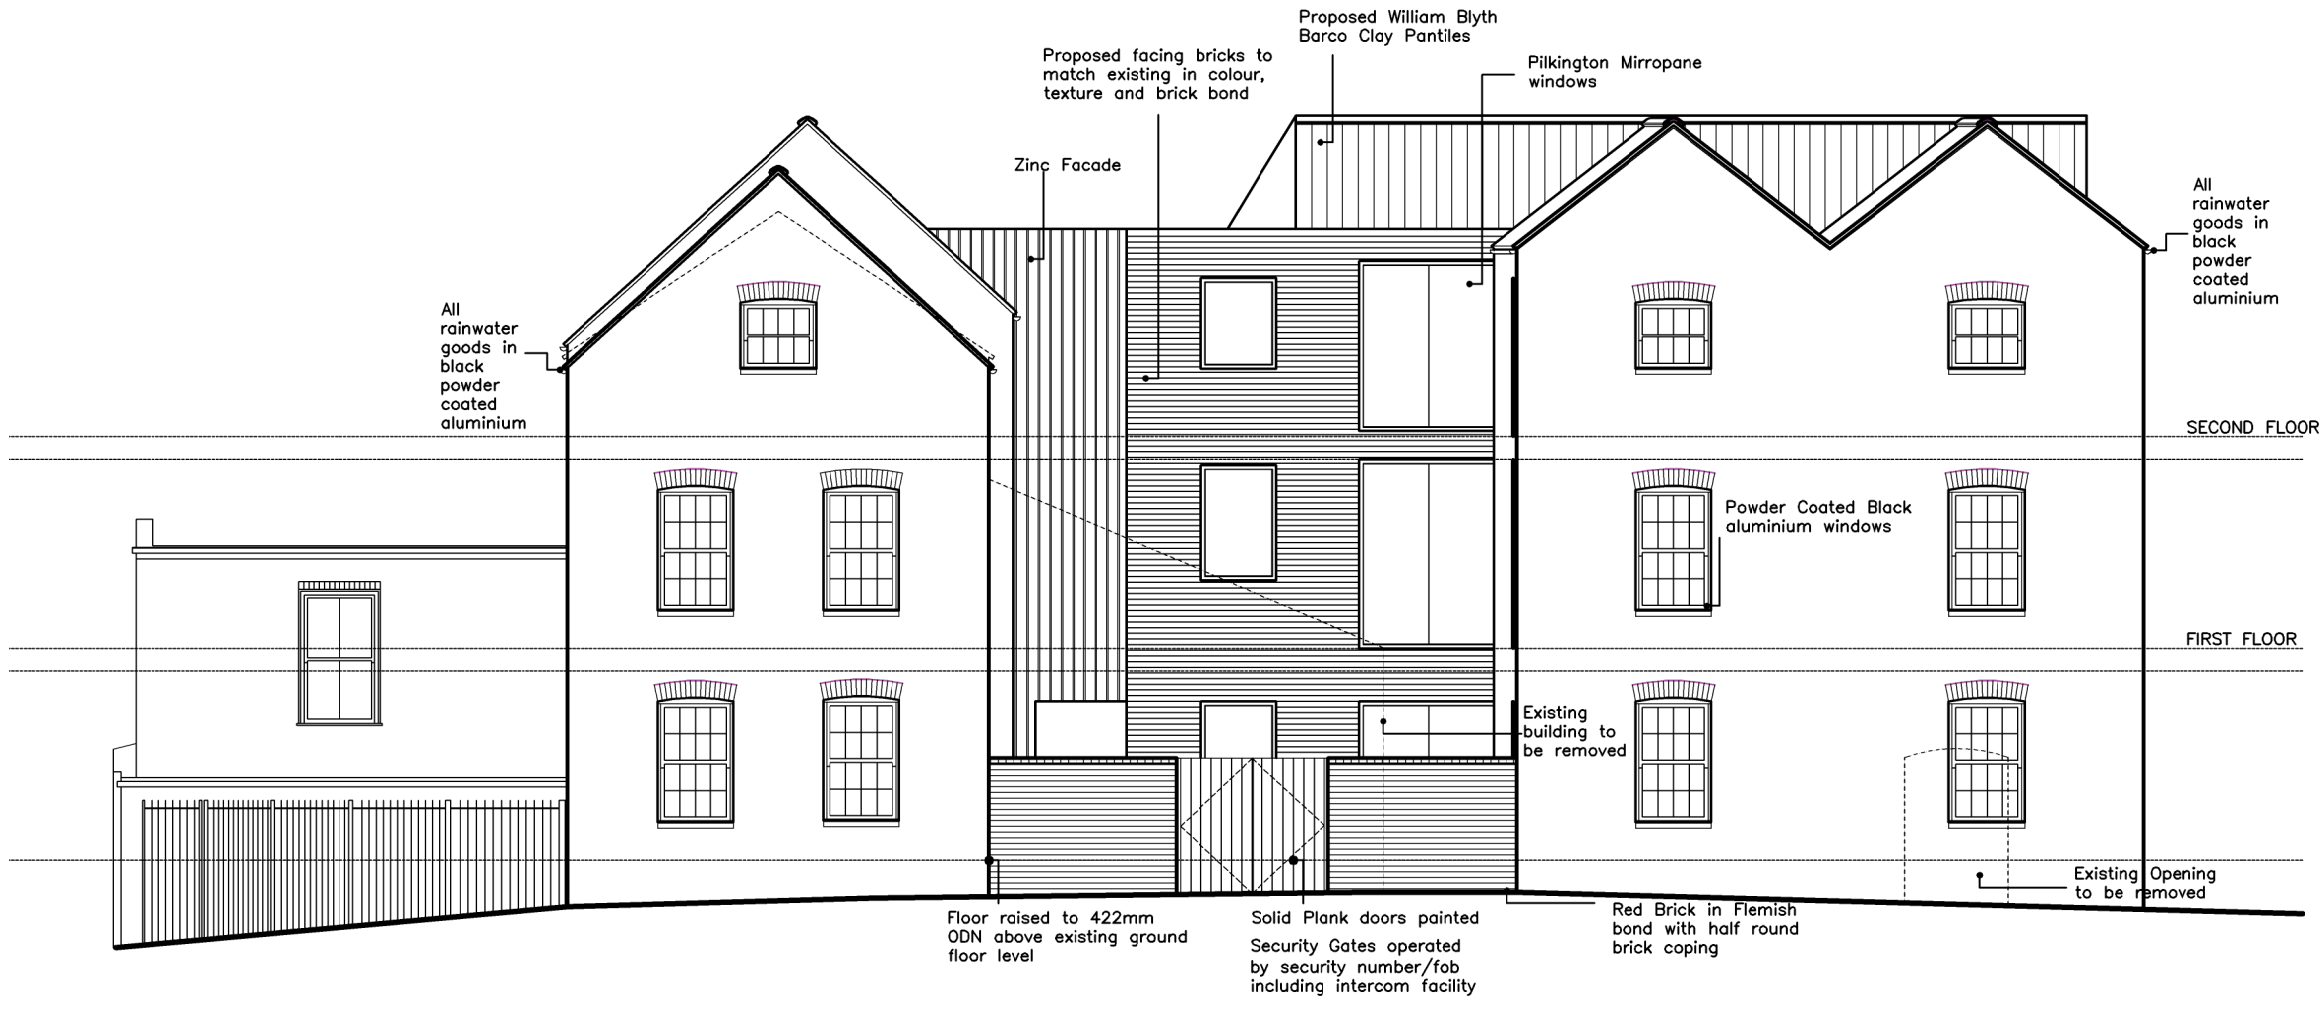 Proposed William Blyth
Barco Clay Pantiles
Proposed facing bricks to
match existing in colour,
texture and brick bond
Pilkington Mirropane
windows
Zinc Facade
All
rainwater
goods in
black
powder
coated
aluminium
All
rainwater
goods in
black
powder
coated
aluminium
SECOND FLOOR
Powder Coated Black
aluminium windows
FIRST FLOOR
Existing
building to
be removed
Existing Opening
to be removed
Floor raised to 422mm
ODN above existing ground
floor level
Solid Plank doors painted
Security Gates operated
by security number/fob
including intercom facility
Red Brick in Flemish
bond with half round
brick coping